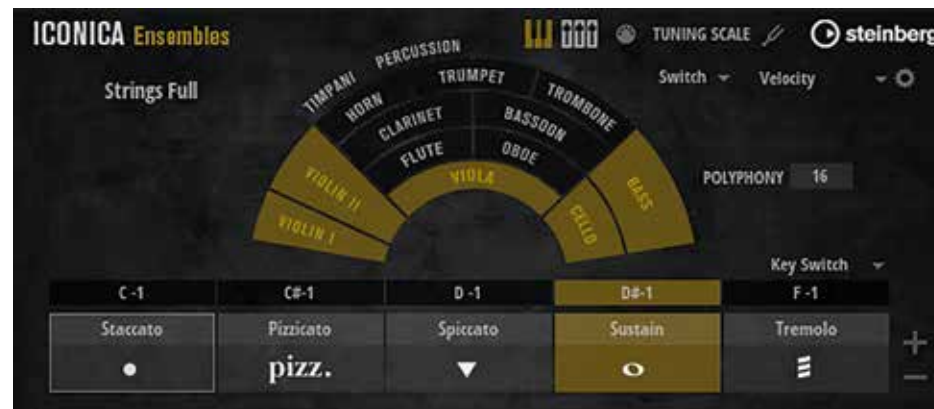 ICONICA Ensembles
TUNING SCALE
steinberg
Strings Full
Switch
Velocity
TIMPANI
PERCUSSION
HORN
TRUMPET
TROMBONE
CLARINET
BASSOON
FLUTE
OBOE
VIOLIN I
VIOLIN II
VIOLA
CELLO
BASS
POLYPHONY 16
Key Switch
C -1 C#-1 D -1 D#-1 F -1
Staccato Pizzicato Spiccato Sustain Tremolo
pizz.